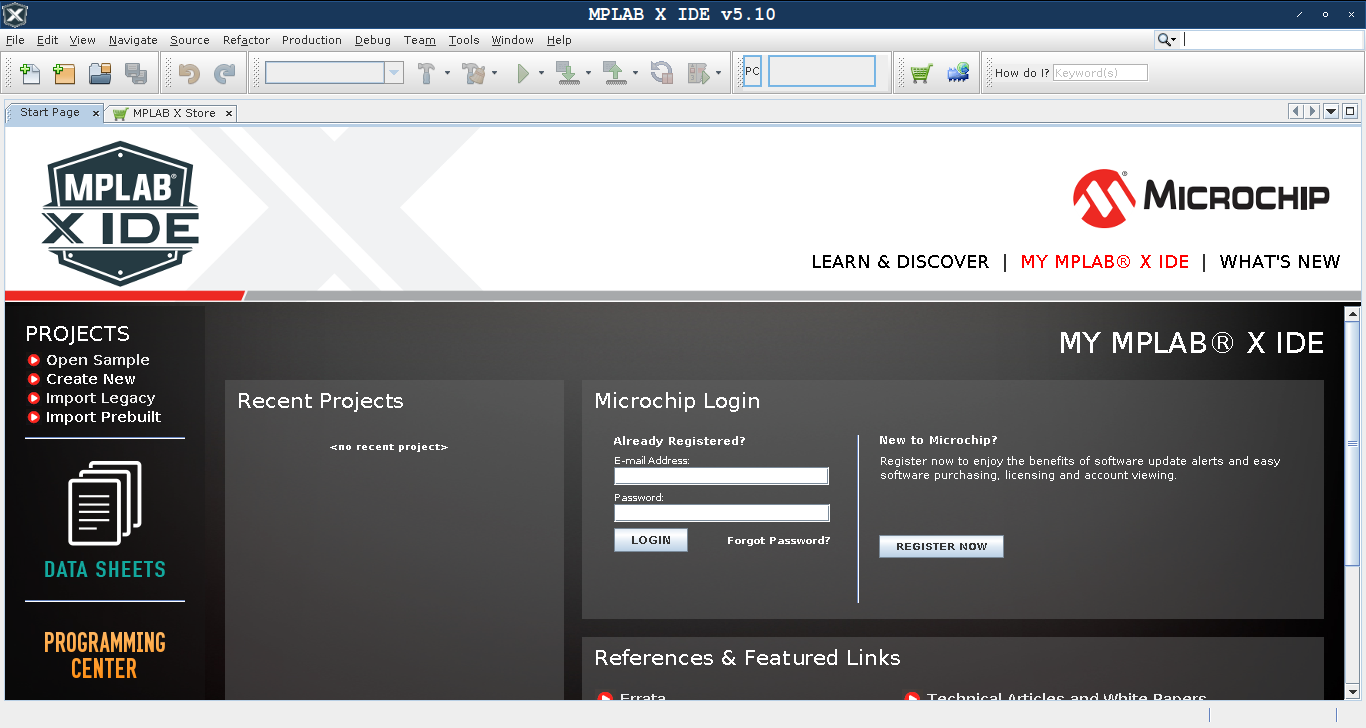 MPLAB X IDE v5.10
File Edit View Navigate Source Refactor Production Debug Team Tools Window Help
PC
How do I? Keyword(s)
Start Page MPLAB X Store
MPLAB®
X IDE
® MICROCHIP
LEARN & DISCOVER | MY MPLAB® X IDE | WHAT'S NEW
PROJECTS
Open Sample
Create New
Import Legacy
Import Prebuilt
DATA SHEETS
PROGRAMMING
CENTER
MY MPLAB® X IDE
Recent Projects
<no recent project>
Microchip Login
Already Registered?
E-mail Address:
Password:
LOGIN Forgot Password?
New to Microchip?
Register now to enjoy the benefits of software update alerts and easy
software purchasing, licensing and account viewing.
REGISTER NOW
References & Featured Links
Errata Technical Articles and White Papers